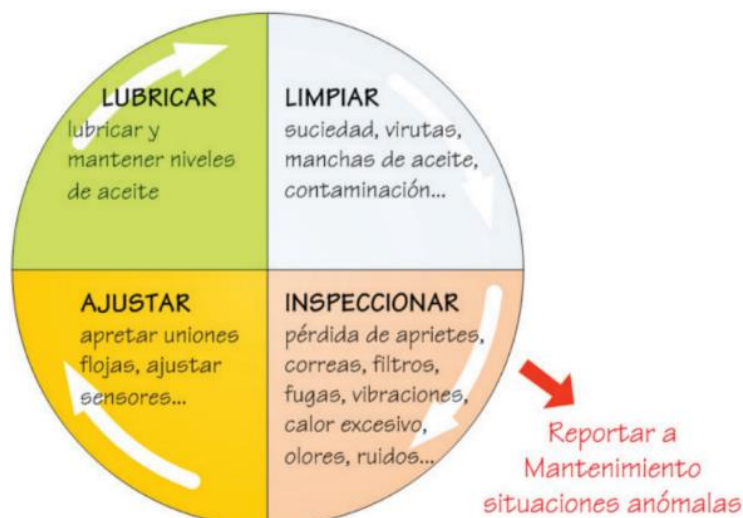 LUBRICAR
lubricar y
mantener niveles
de aceite
LIMPIAR
suciedad, virutas,
manchas de aceite,
contaminación...
AJUSTAR
apretar uniones
flojas, ajustar
sensores...
INSPECCIONAR
pérdida de aprietes,
correas, filtros,
fugas, vibraciones,
calor excesivo,
olores, ruidos...
Reportar a
Mantenimiento
situaciones anómalas